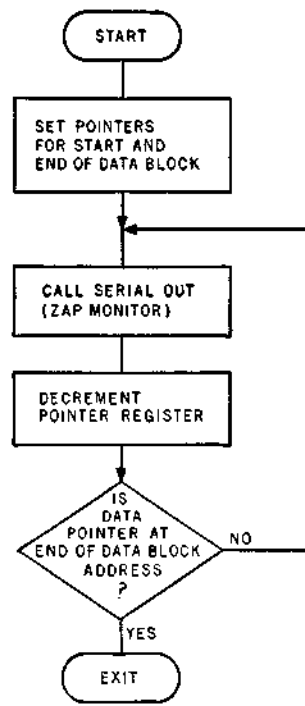 START
SET POINTERS
FOR START AND
END OF DATA BLOCK
CALL SERIAL OUT
(ZAP MONITOR)
DECREMENT
POINTER REGISTER
IS
DATA
POINTER AT
END OF DATA BLOCK
ADDRESS
?
NO
YES
EXIT